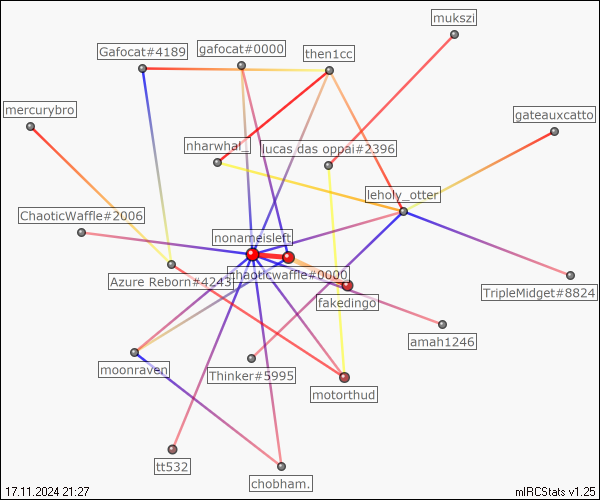 mukszi
Gafocat#4189
gafocat#0000
then1cc
mercurybro
gateauxcatto
nharwhal_
lucas das oppai#2396
leholy_otter
ChaoticWaffle#2006
nonameisleft
Azure Reborn#4243
chaoticwaffle#0000
fakedingo
TripleMidget#8824
amah1246
moonraven
Thinker#5995
motorthud
tt532
chobham.
17.11.2024 21:27
mIRCStats v1.25